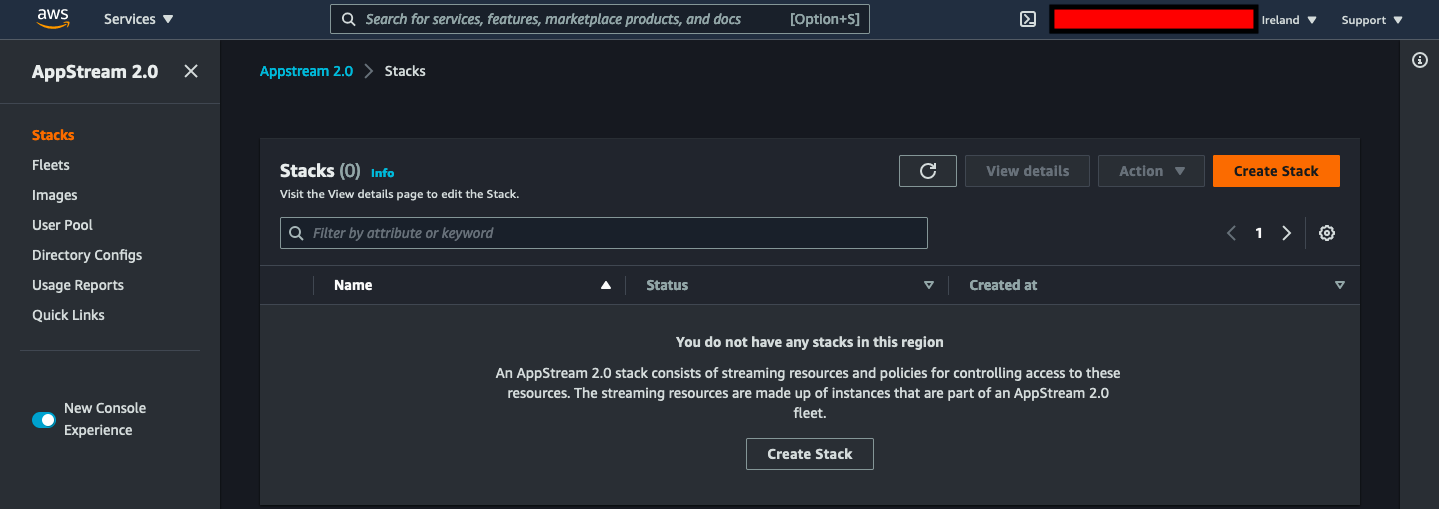 aws
Services
Search for services, features, marketplace products, and docs
[Option+S]
Ireland
Support
AppStream 2.0
Stacks
Fleets
Images
User Pool
Directory Configs
Usage Reports
Quick Links
New Console
Experience
Appstream 2.0
Stacks
Stacks (0) Info
Visit the View details page to edit the Stack.
View details
Action
Create Stack
Filter by attribute or keyword
1
Name
Status
Created at
You do not have any stacks in this region
An AppStream 2.0 stack consists of streaming resources and policies for controlling access to these
resources. The streaming resources are made up of instances that are part of an AppStream 2.0
fleet.
Create Stack